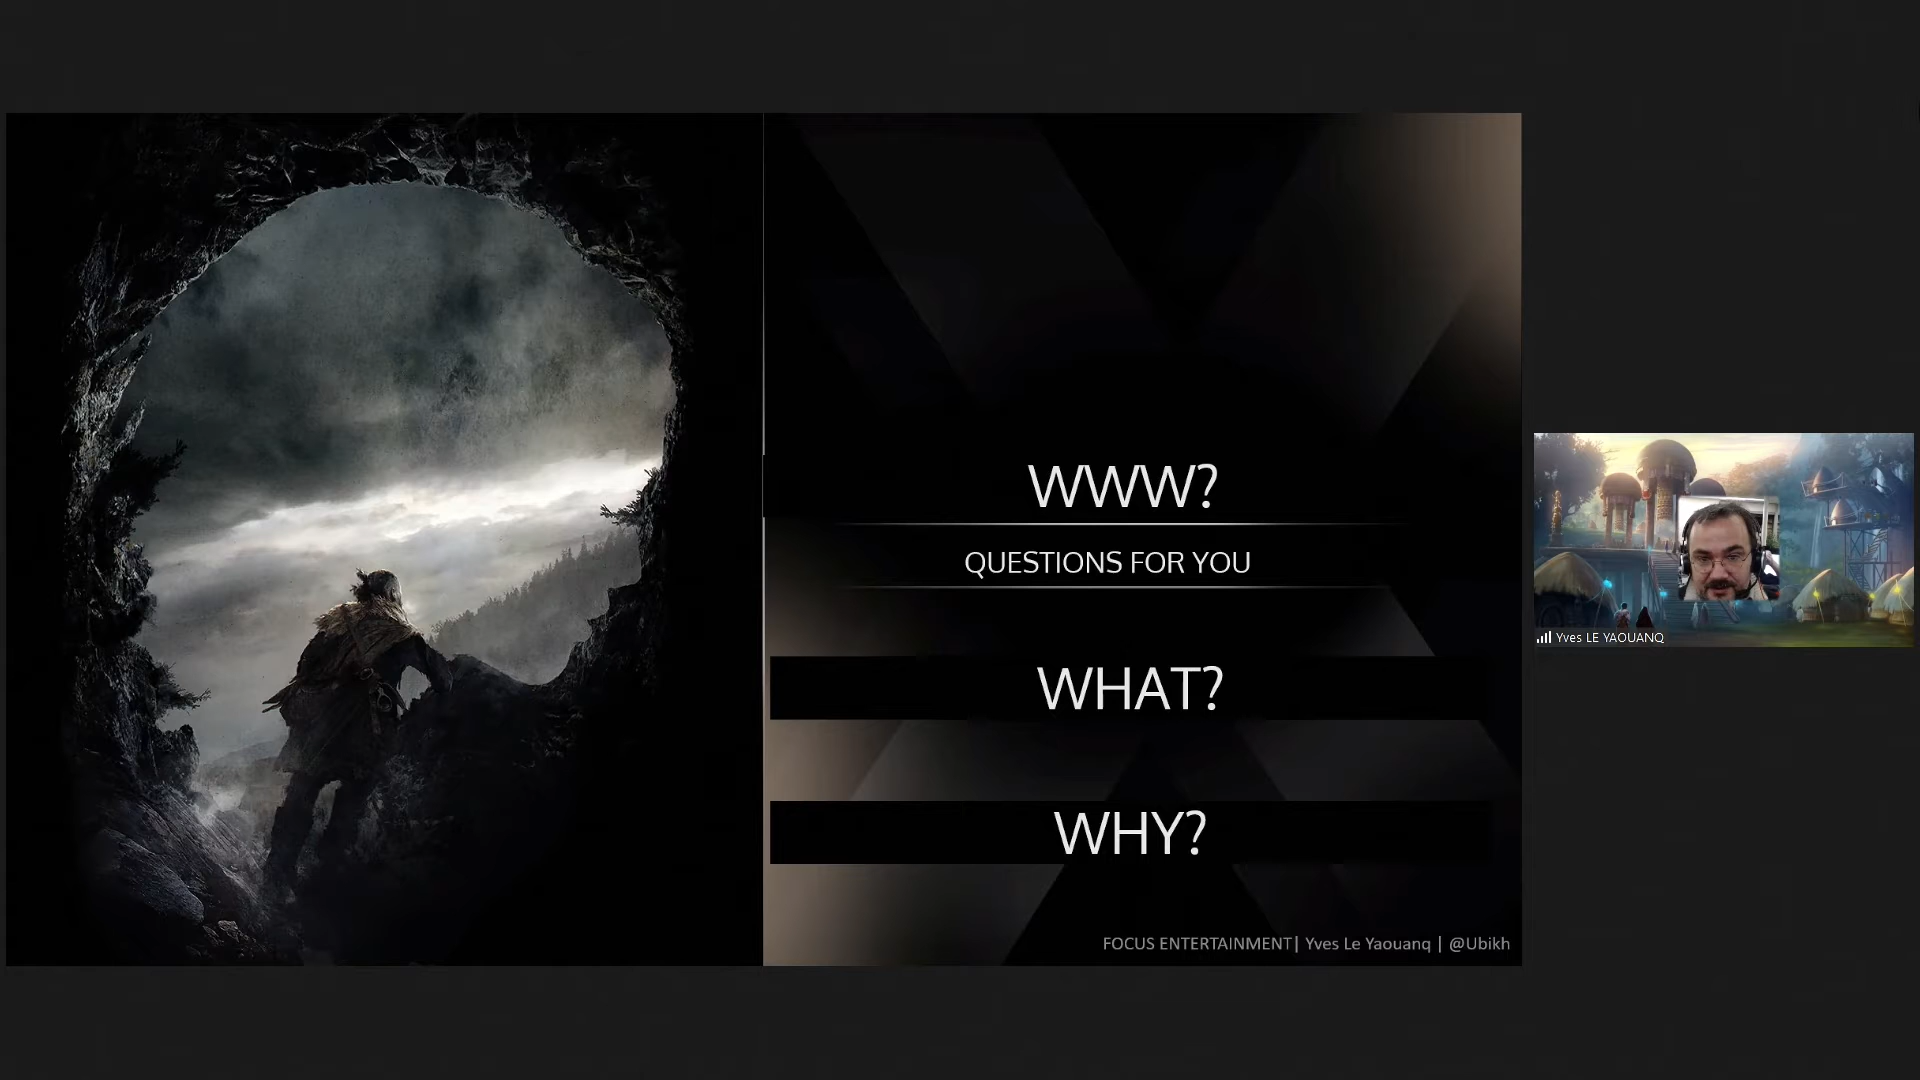 WWW?
QUESTIONS FOR YOU
WHAT?
WHY?
FOCUS ENTERTAINMENT| Yves Le Yaouanq | @Ubikh
Yves LE YAOUANQ